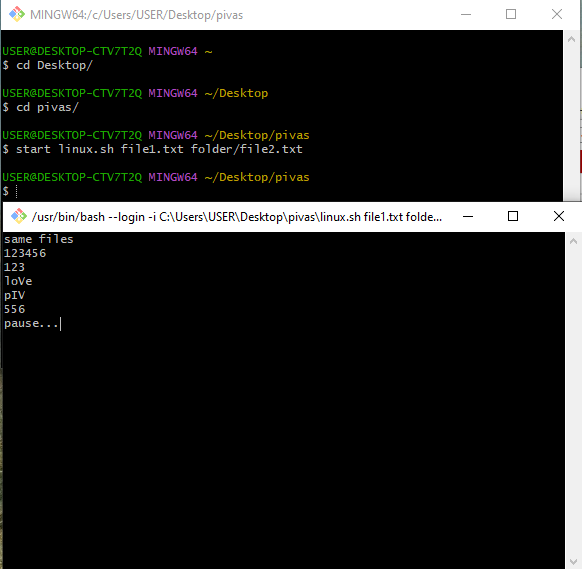 MINGW64:/c/Users/USER/Desktop/pivas
USER@DESKTOP-CTV7T2Q MINGW64 ~
$ cd Desktop/
USER@DESKTOP-CTV7T2Q MINGW64 ~/Desktop
$ cd pivas/
USER@DESKTOP-CTV7T2Q MINGW64 ~/Desktop/pivas
$ start linux.sh file1.txt folder/file2.txt
USER@DESKTOP-CTV7T2Q MINGW64 ~/Desktop/pivas
$
/usr/bin/bash --login -i C:\Users\USER\Desktop\pivas\linux.sh file1.txt folde...
same files
123456
123
loVe
pIV
556
pause...